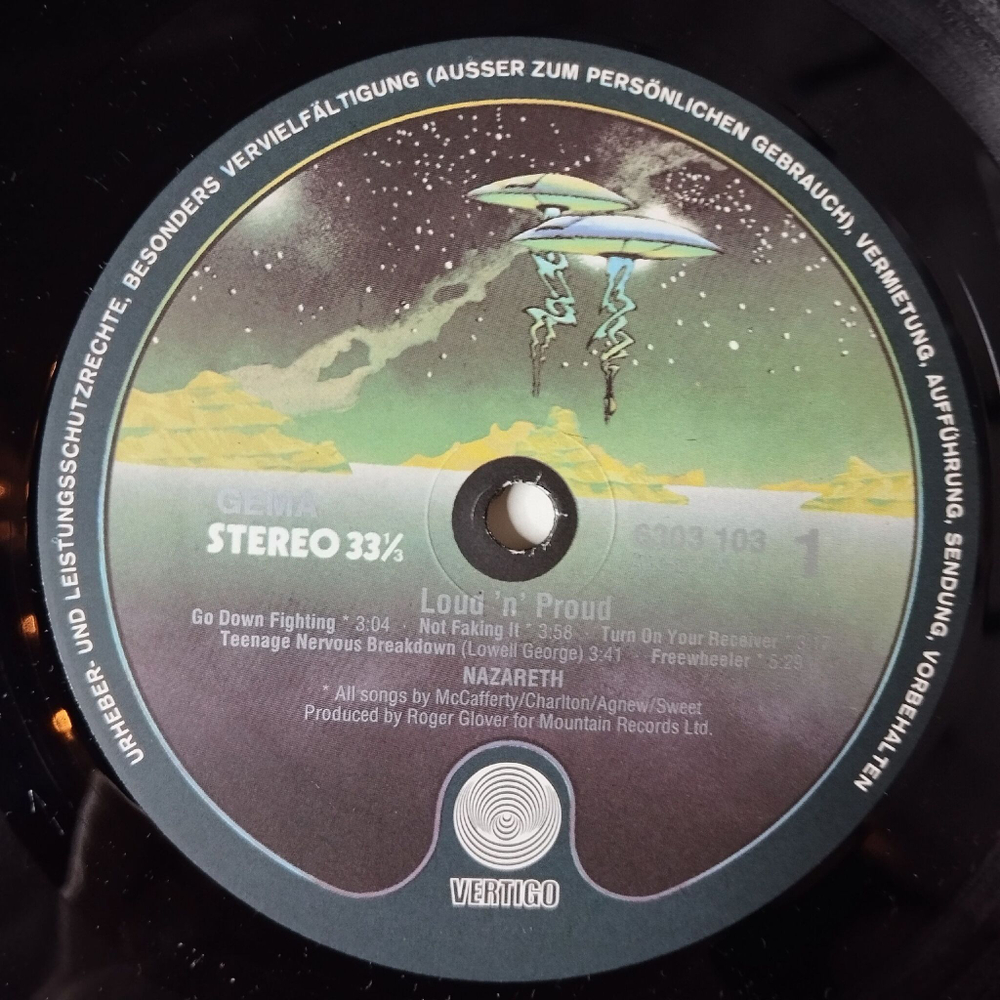 URHEBER- UND LEISTUNGSSCHUTZRECHTE, BESONDERS VERVIELFÄLTIGUNG (AUSSER ZUM PERSÖNLICHEN GEBRAUCH), VERMIETUNG, AUFFÜHRUNG, SENDUNG, VORBEHALTEN
GEMA
STEREO 33⅓
6303 103 1
Loud 'n' Proud
Go Down Fighting * 3:04 · Not Faking It * 3:58 · Turn On Your Receiver
Teenage Nervous Breakdown (Lowell George) 3:41 · Freewheeler * 5:29
NAZARETH
* All songs by McCafferty/Charlton/Agnew/Sweet
Produced by Roger Glover for Mountain Records Ltd.
VERTIGO